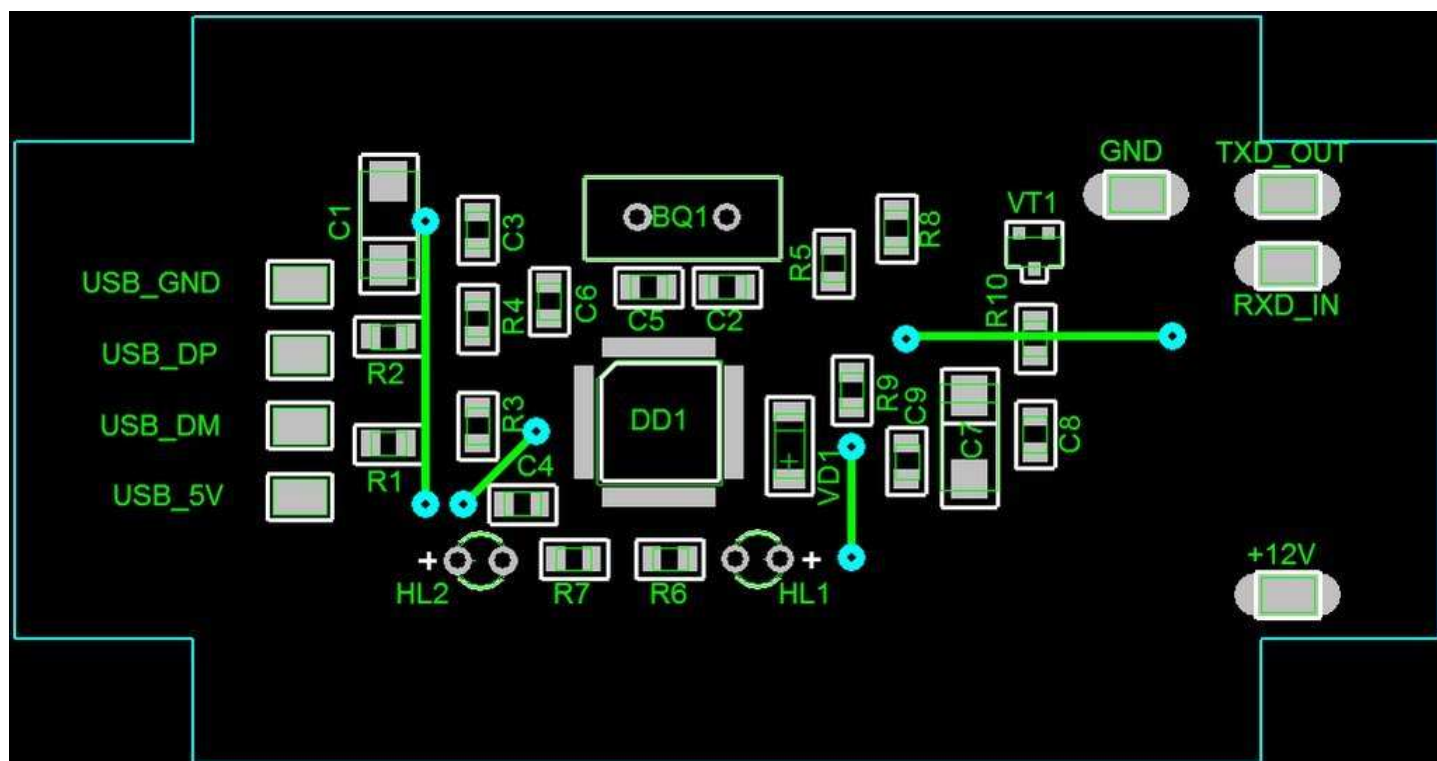 GND
TXD_OUT
C1
C3
BQ1
R8
VT1
R5
USB_GND
R4
C6
C5
C2
R10
RXD_IN
USB_DP
R2
R9
USB_DM
R3
DD1
C9
C7
C8
R1
C4
+
VD1
USB_5V
+
HL2
R7
R6
HL1
+
+12V